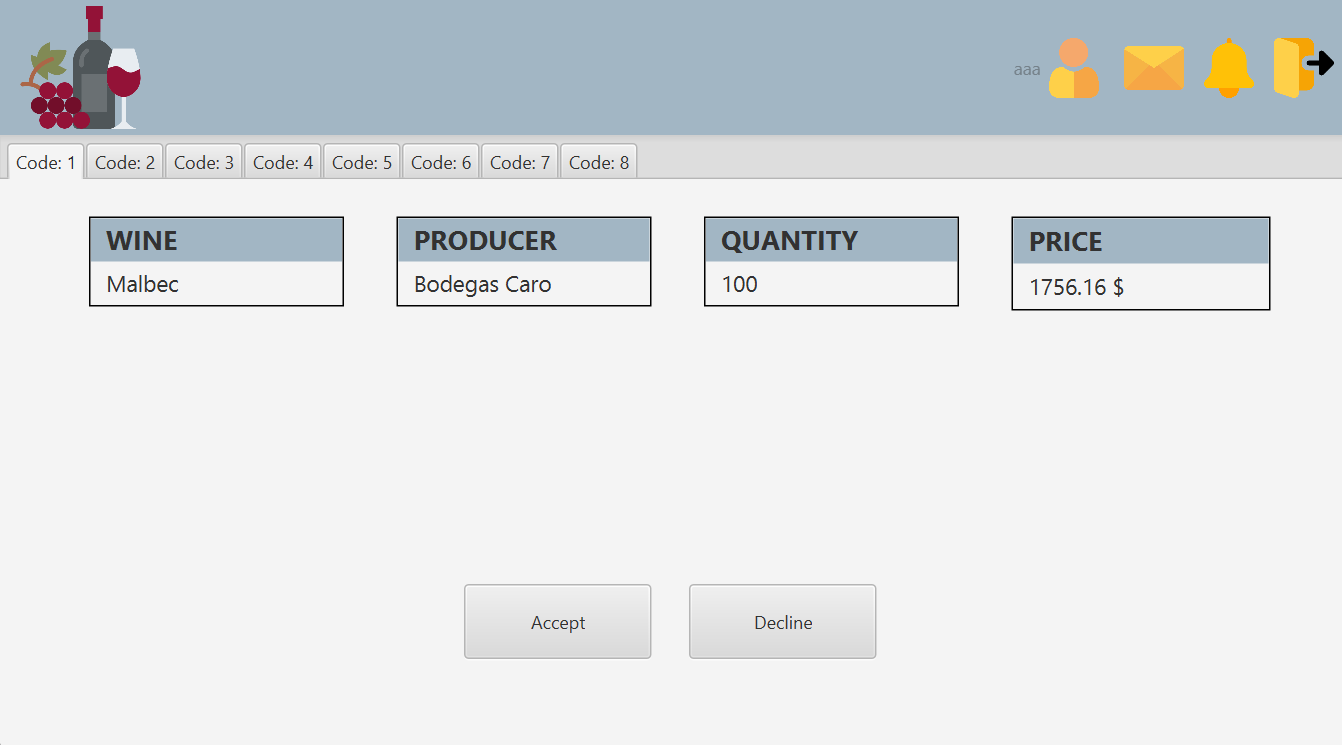 aaa
Code: 1 Code: 2 Code: 3 Code: 4 Code: 5 Code: 6 Code: 7 Code: 8
WINE PRODUCER QUANTITY PRICE
Malbec Bodegas Caro 100 1756.16 $
Accept Decline